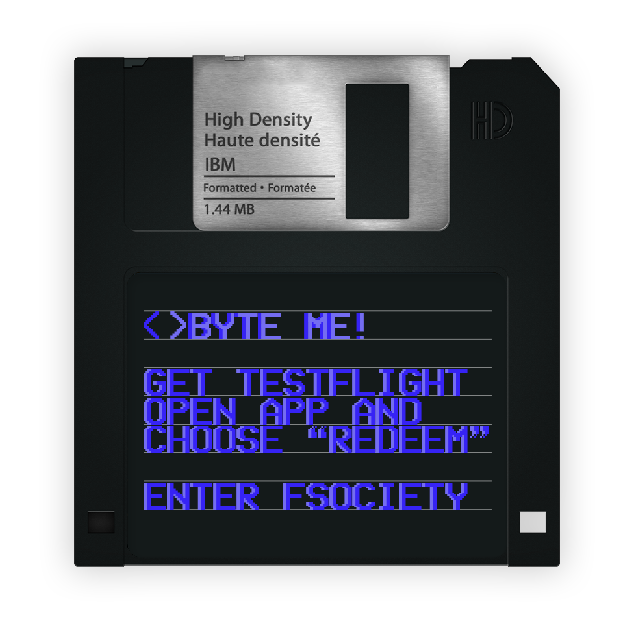 High Density
Haute densité
IBM
Formatted • Formatée
1.44 MB
HD
<>BYTE ME!
GET TESTFLIGHT
OPEN APP AND
CHOOSE “REDEEM”
ENTER FSOCIETY